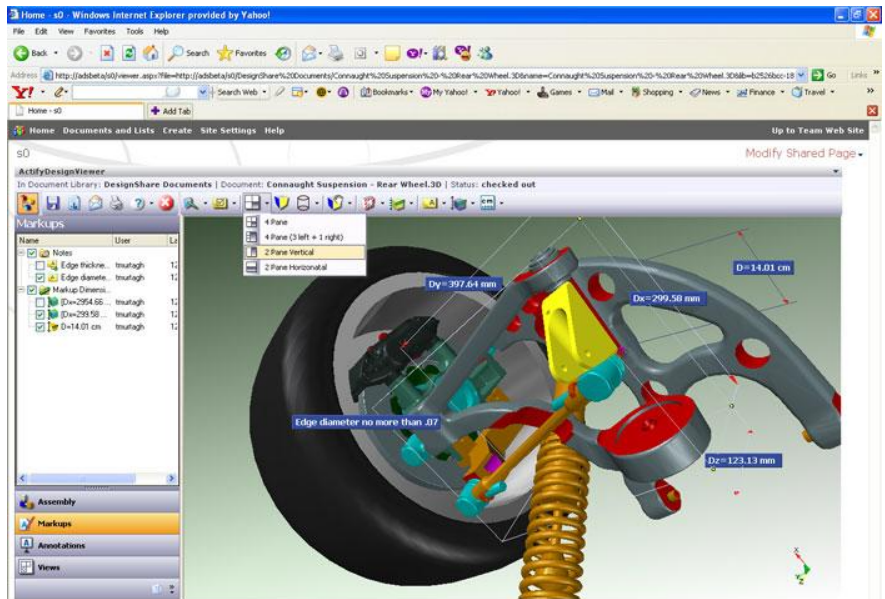 Home - s0 - Windows Internet Explorer provided by Yahoo!
File Edit View Favorites Tools Help
Back Search Favorites
Address http://adsbeta/s0/viewer.aspx?file=http://adsbeta/s0/DesignShare%20Documents/Connaught%20Suspension%20-%20Rear%20Wheel.3D&name=Connaught%20Suspension%20-%20Rear%20Wheel.3D&lib=b2526bcc-18 Go Links
Y! Search Web Bookmarks My Yahoo! Yahoo! Games Mail Shopping News Finance Travel
Home - s0 Add Tab
Home Documents and Lists Create Site Settings Help Up to Team Web Site
s0 Modify Shared Page
ActifyDesignViewer
In Document Library: DesignShare Documents | Document: Connaught Suspension - Rear Wheel.3D | Status: checked out
Markups
Name User La
Notes
Edge thickne... tmurtagh 12
Edge diamete... tmurtagh 12
Markup Dimensi...
[Dx=2954.66 ... tmurtagh 12
[Dx=299.58 ... tmurtagh 12
D=14.01 cm tmurtagh 12
4 Pane
4 Pane (3 left + 1 right)
2 Pane Vertical
2 Pane Horizonatal
D=14.01 cm
Dy=397.64 mm
Dx=299.58 mm
Edge diameter no more than .07
Dz=123.13 mm
Assembly
Markups
Annotations
Views